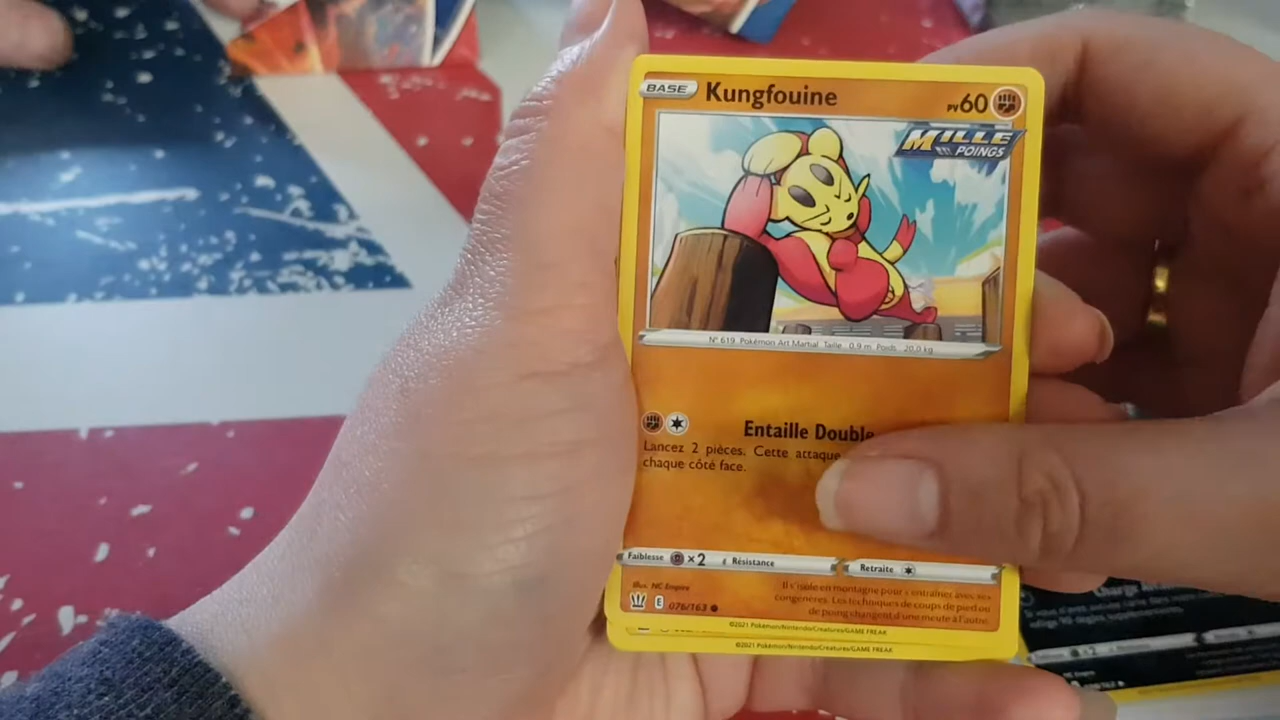 BASE Kungfouine PV 60
MILLE POINGS
N° 619 Pokémon Art Martial Taille : 0,9 m Poids : 20,0 kg
Entaille Double
Lancez 2 pièces. Cette attaque
chaque côté face.
Faiblesse ×2 Résistance Retraite
Illus. NC Empire
Il s'isole en montagne pour s'entraîner avec ses
congénères. Les techniques de coups de pied ou
de poing changent d'une meute à l'autre.
E 076/163
©2021 Pokémon/Nintendo/Creatures/GAME FREAK
©2021 Pokémon/Nintendo/Creatures/GAME FREAK
Charge